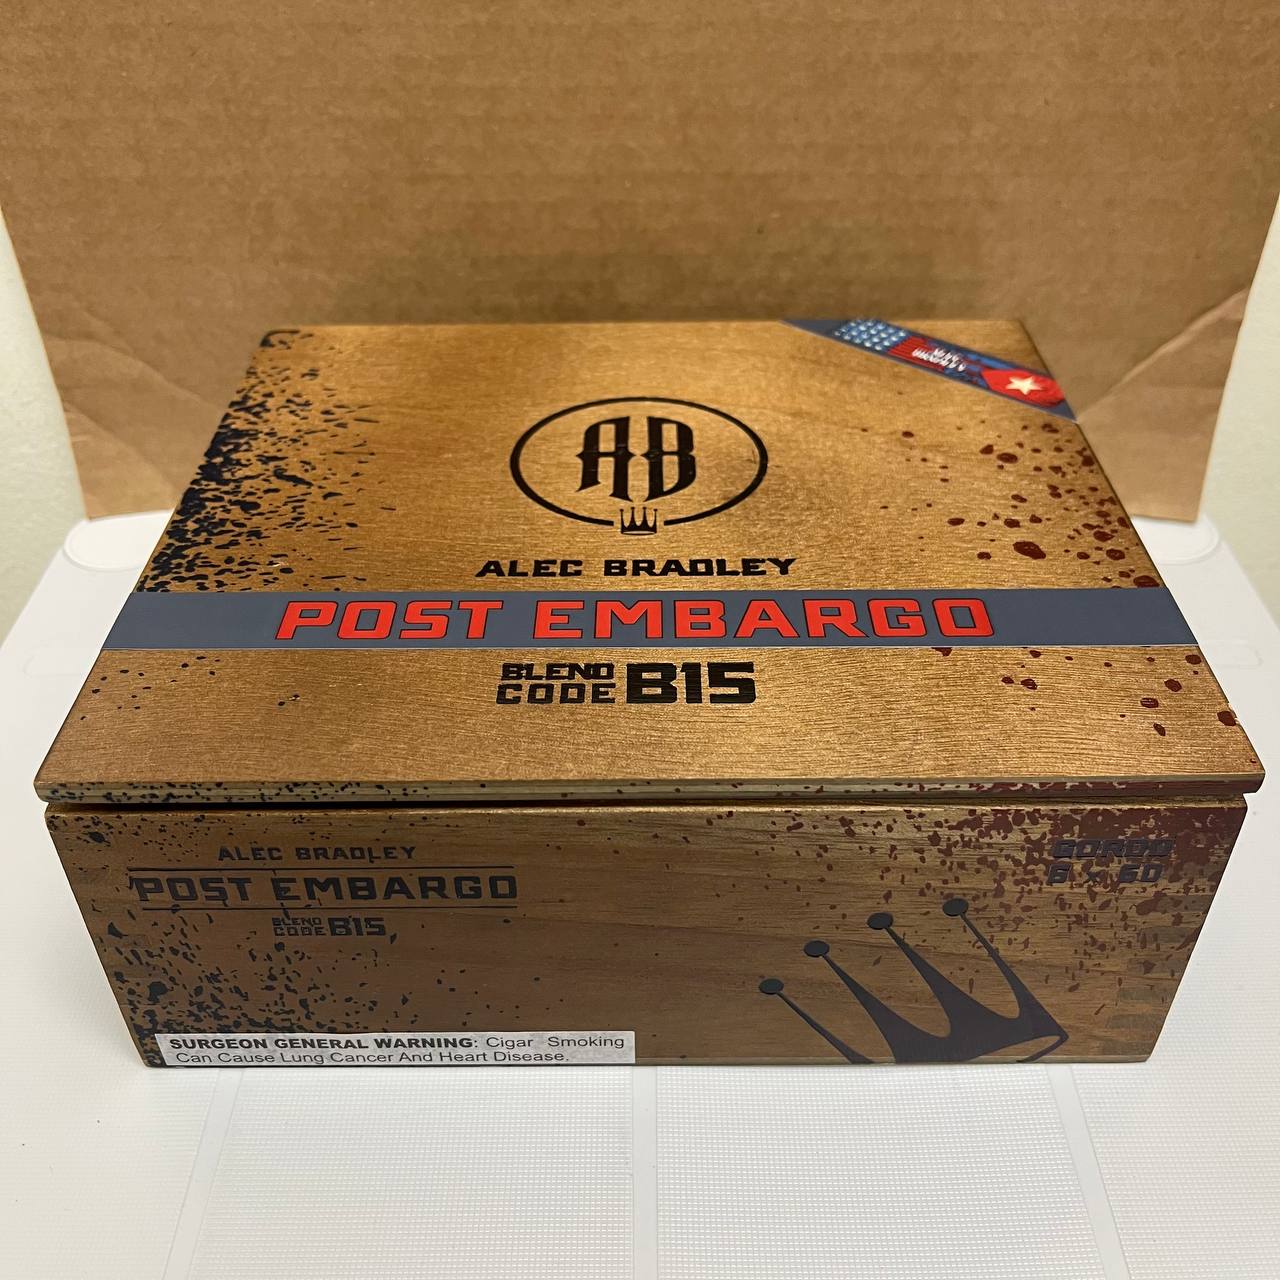 AB
ALEC BRADLEY
POST EMBARGO
BLEND
CODE B15
ALEC BRADLEY
POST EMBARGO
BLEND
CODE B15
GORDO
6 x 60
SURGEON GENERAL WARNING: Cigar Smoking
Can Cause Lung Cancer And Heart Disease.